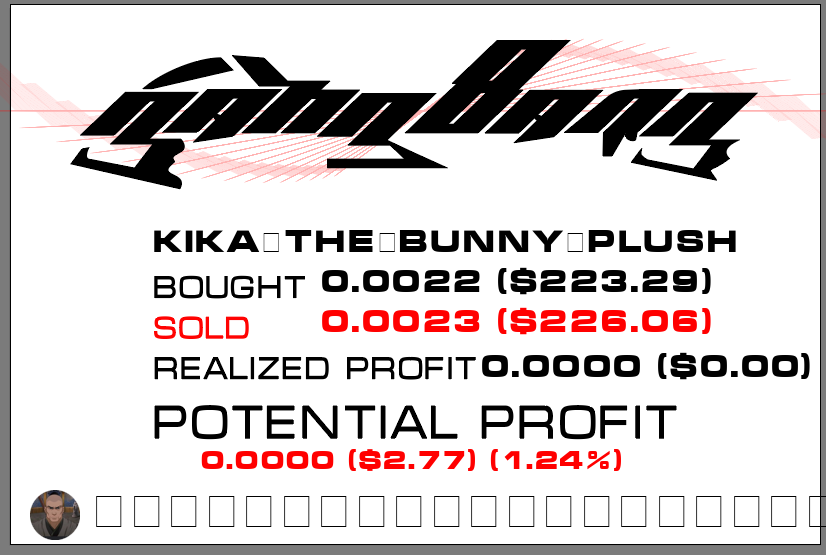 KIKA□THE□BUNNY□PLUSH
BOUGHT 0.0022 ($223.29)
SOLD 0.0023 ($226.06)
REALIZED PROFIT 0.0000 ($0.00)
POTENTIAL PROFIT
0.0000 ($2.77) (1.24%)
□□□□□□□□□□□□□□□□□□□□